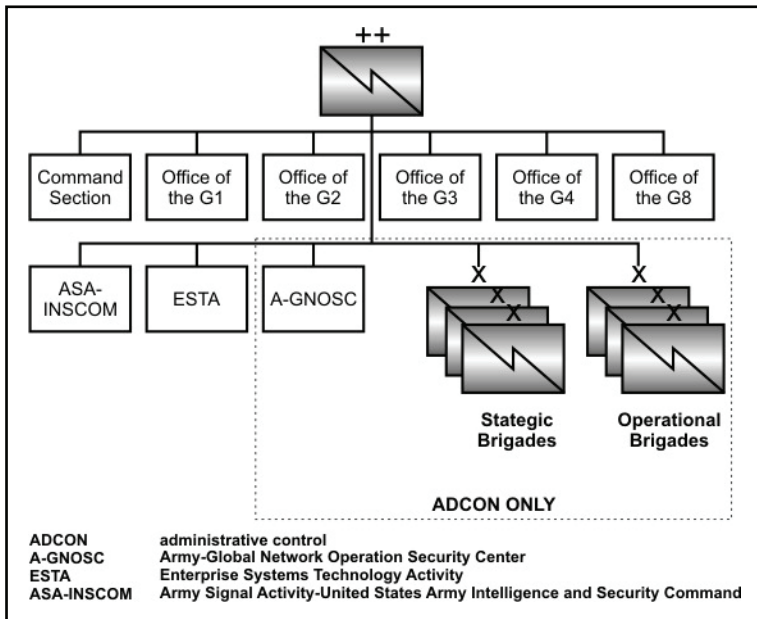 ++
Command Section
Office of the G1
Office of the G2
Office of the G3
Office of the G4
Office of the G8
ASA-INSCOM
ESTA
A-GNOSC
X
X
X
X
X
X
Stategic
Brigades
Operational
Brigades
ADCON ONLY
ADCON administrative control
A-GNOSC Army-Global Network Operation Security Center
ESTA Enterprise Systems Technology Activity
ASA-INSCOM Army Signal Activity-United States Army Intelligence and Security Command